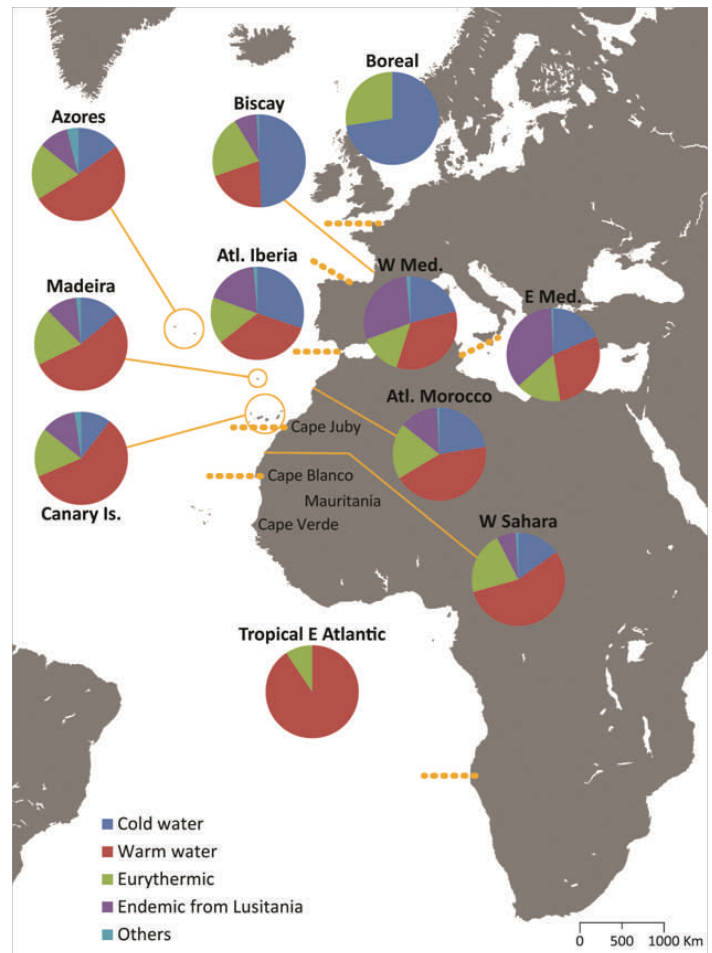 Boreal
Azores
Biscay
Atl. Iberia
W Med.
Madeira
E Med.
Atl. Morocco
Cape Juby
Canary Is.
Cape Blanco
Mauritania
Cape Verde
W Sahara
Tropical E Atlantic
Cold water
Warm water
Eurythermic
Endemic from Lusitania
Others
0 500 1000 Km